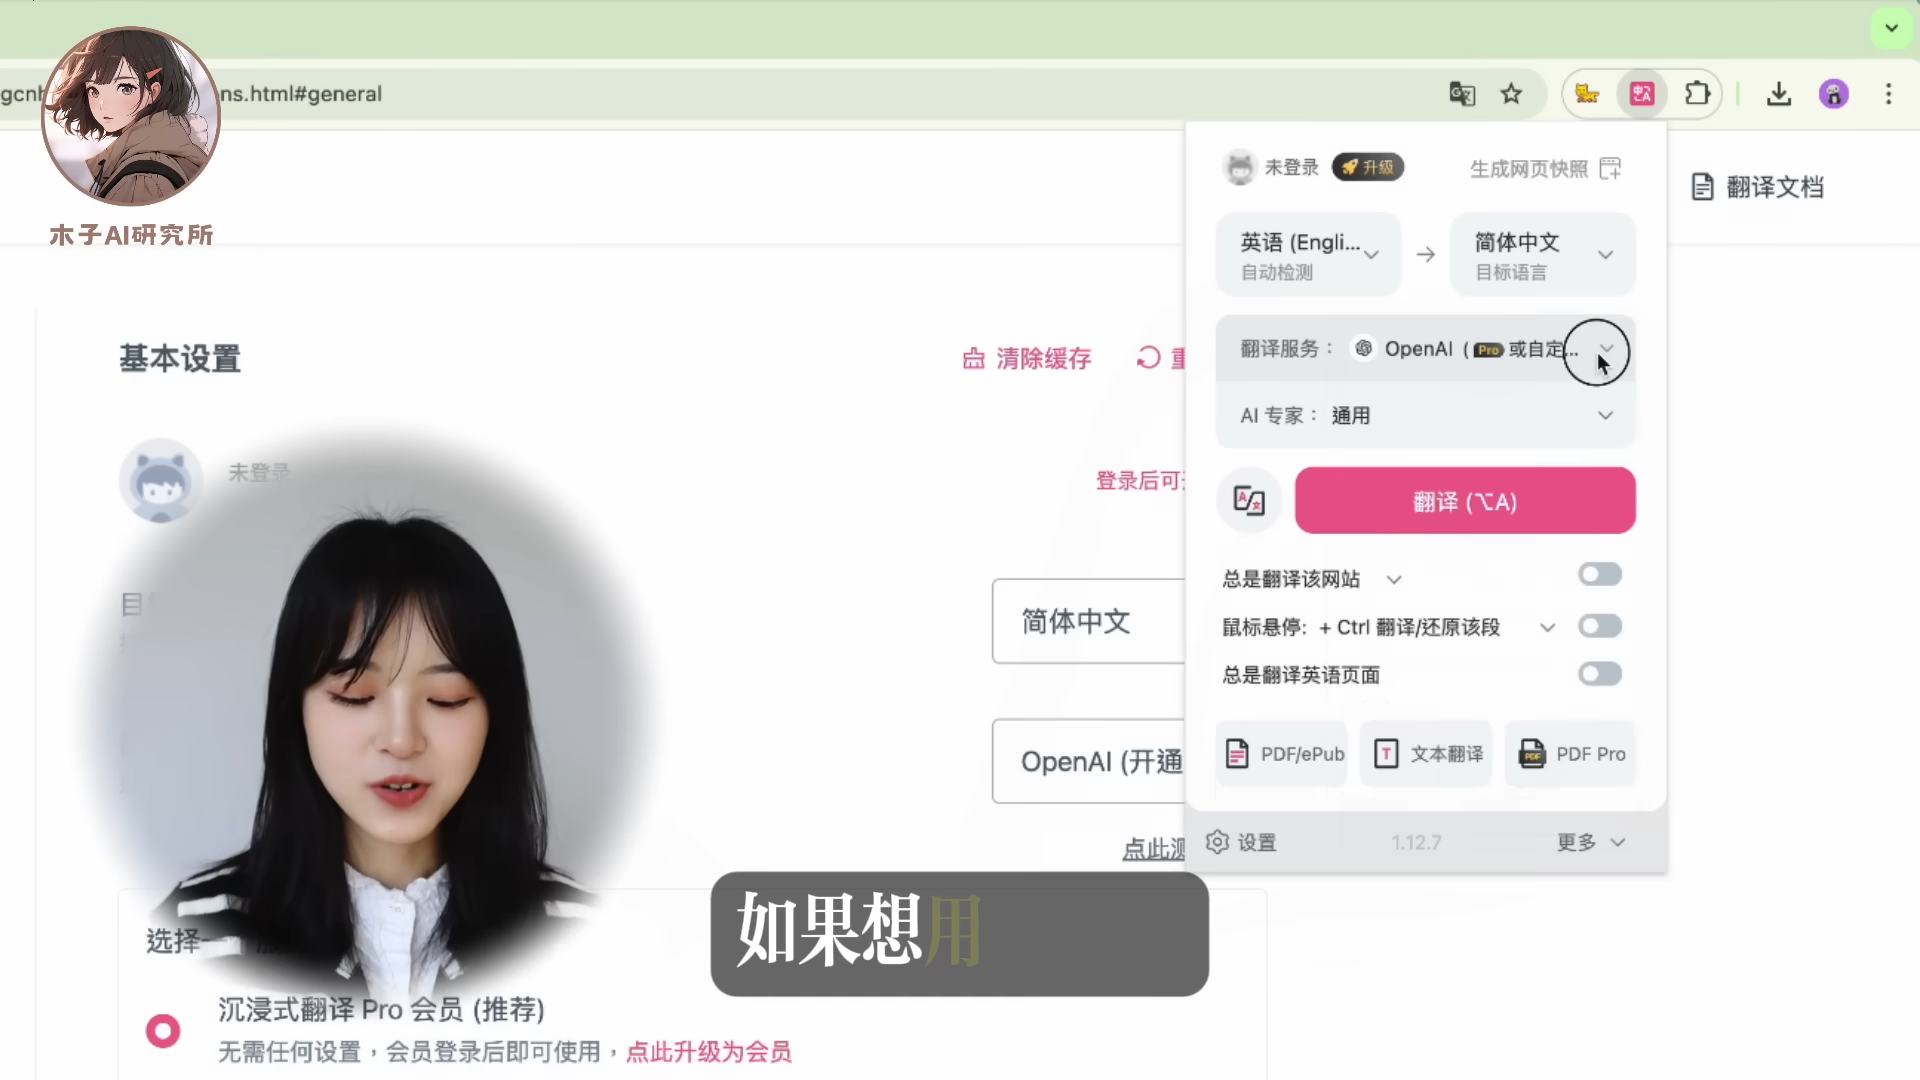 ns.html#general
木子AI研究所
未登录
升级
生成网页快照
翻译文档
英语 (Engli...
自动检测
简体中文
目标语言
翻译服务：
OpenAI
Pro
或自定...
AI 专家：
通用
翻译 (⌥A)
总是翻译该网站
鼠标悬停: + Ctrl 翻译/还原该段
总是翻译英语页面
PDF/ePub
文本翻译
PDF Pro
设置
1.12.7
更多
基本设置
清除缓存
重
未登录
登录后可
简体中文
OpenAI (开通
点此测
选择一
如果想用
沉浸式翻译 Pro 会员 (推荐)
无需任何设置，会员登录后即可使用，点此升级为会员